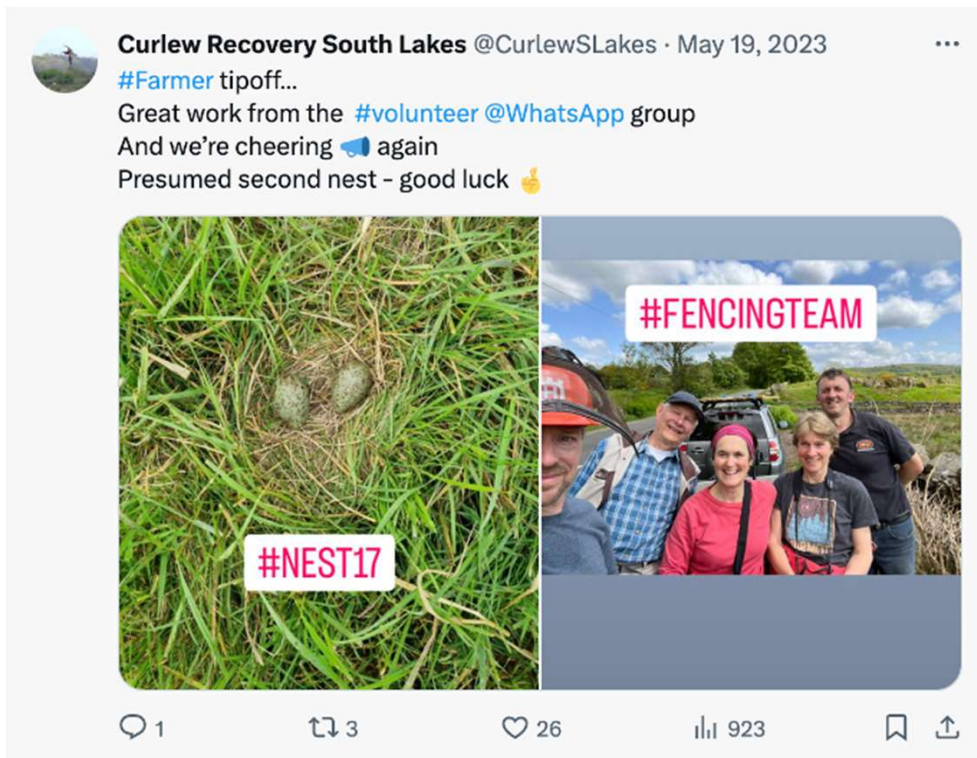 Curlew Recovery South Lakes @CurlewSLakes · May 19, 2023
#Farmer tipoff...
Great work from the #volunteer @WhatsApp group
And we're cheering 📣 again
Presumed second nest - good luck 🤞
#FENCINGTEAM
#NEST17
1
3
26
923